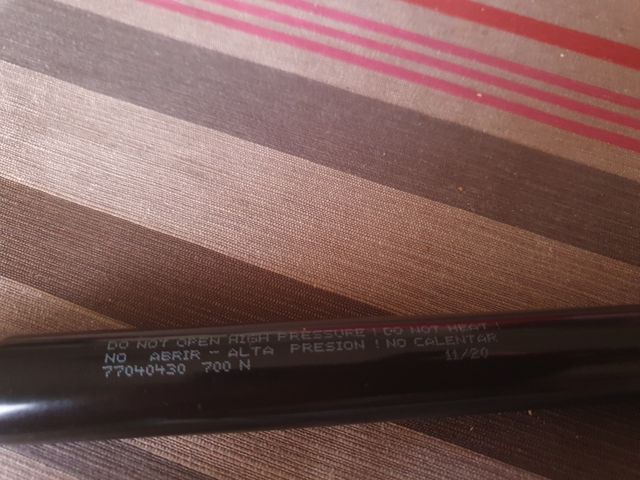 DO NOT OPEN HIGH PRESSURE ! DO NOT HEAT !
NO ABRIR - ALTA PRESION ! NO CALENTAR
77040430 700 N 11/20